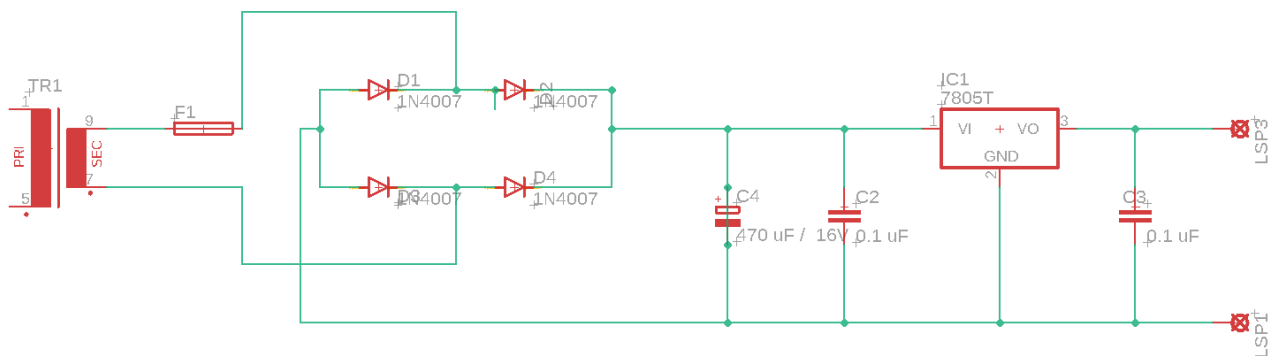 TR1
1
5
PRI
SEC
9
7
F1
D1
1N4007
D2
1N4007
D3
1N4007
D4
1N4007
C4
470 uF / 16V
C2
0.1 uF
IC1
7805T
1
VI
VO
3
GND
2
C3
0.1 uF
LSP3
LSP1